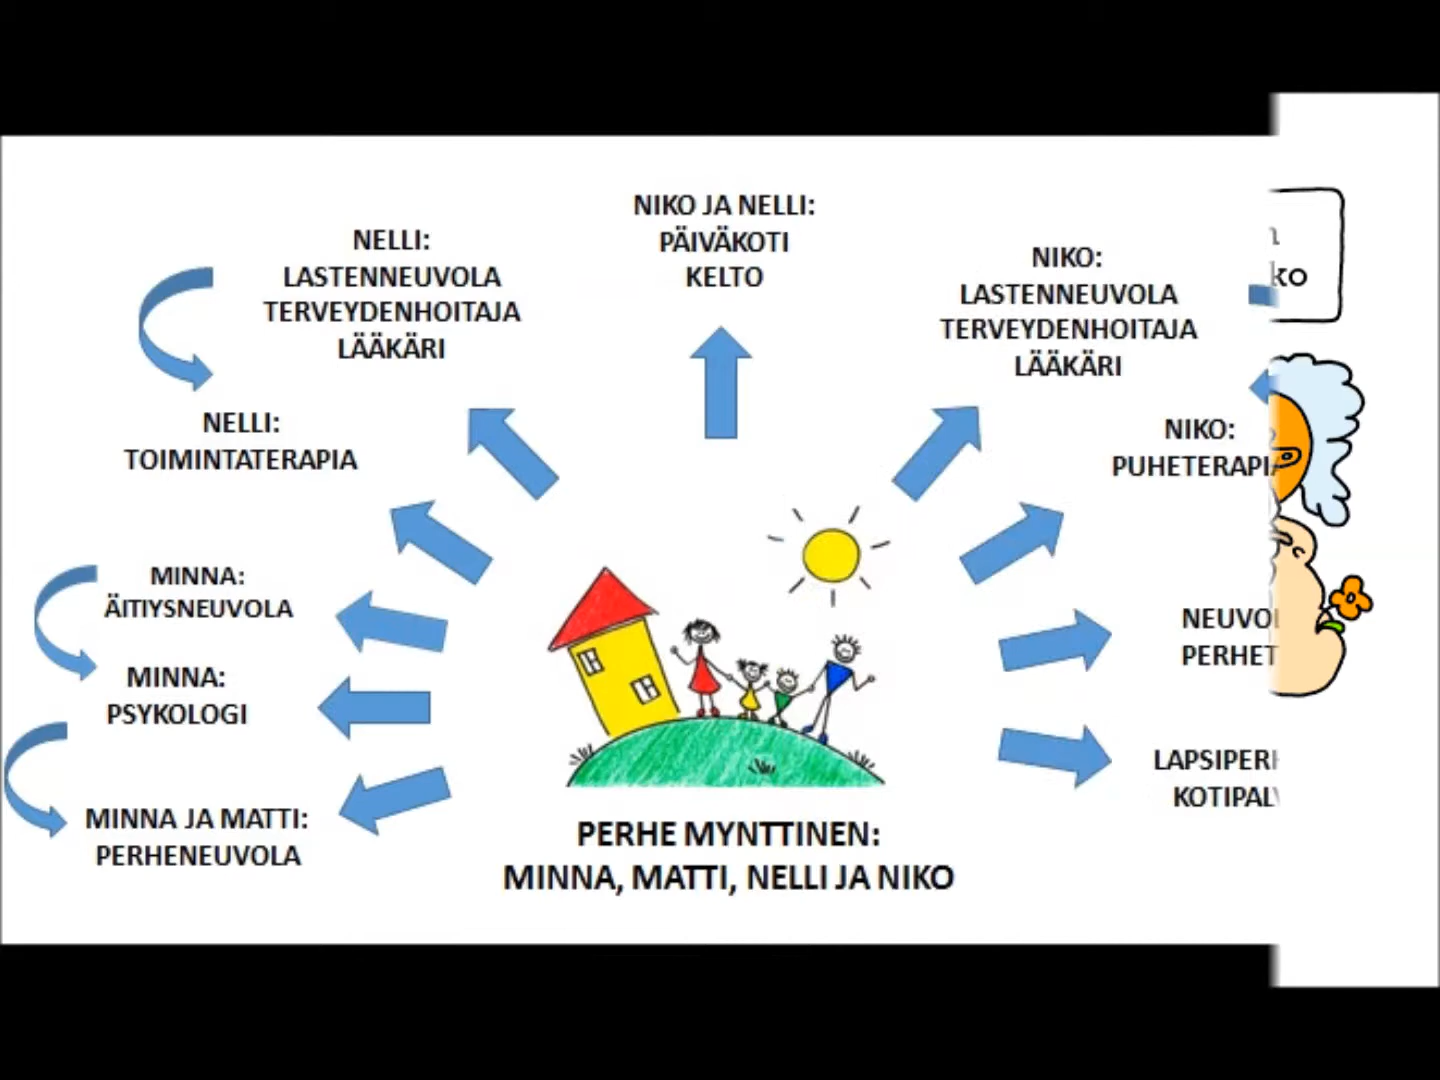 NIKO JA NELLI:
PÄIVÄKOTI
KELTO
NELLI:
LASTENNEUVOLA
TERVEYDENHOITAJA
LÄÄKÄRI
NIKO:
LASTENNEUVOLA
TERVEYDENHOITAJA
LÄÄKÄRI
NELLI:
TOIMINTATERAPIA
NIKO:
PUHETERAPIA
MINNA:
ÄITIYSNEUVOLA
MINNA:
PSYKOLOGI
MINNA JA MATTI:
PERHENEUVOLA
PERHE MYNTTINEN:
MINNA, MATTI, NELLI JA NIKO